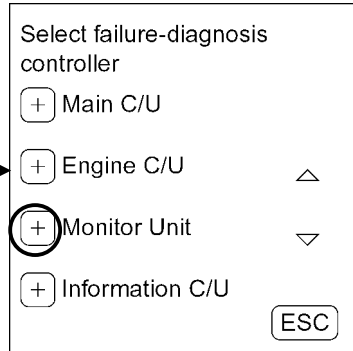 Select failure-diagnosis
controller
+ Main C/U
+ Engine C/U
+ Monitor Unit
+ Information C/U
ESC